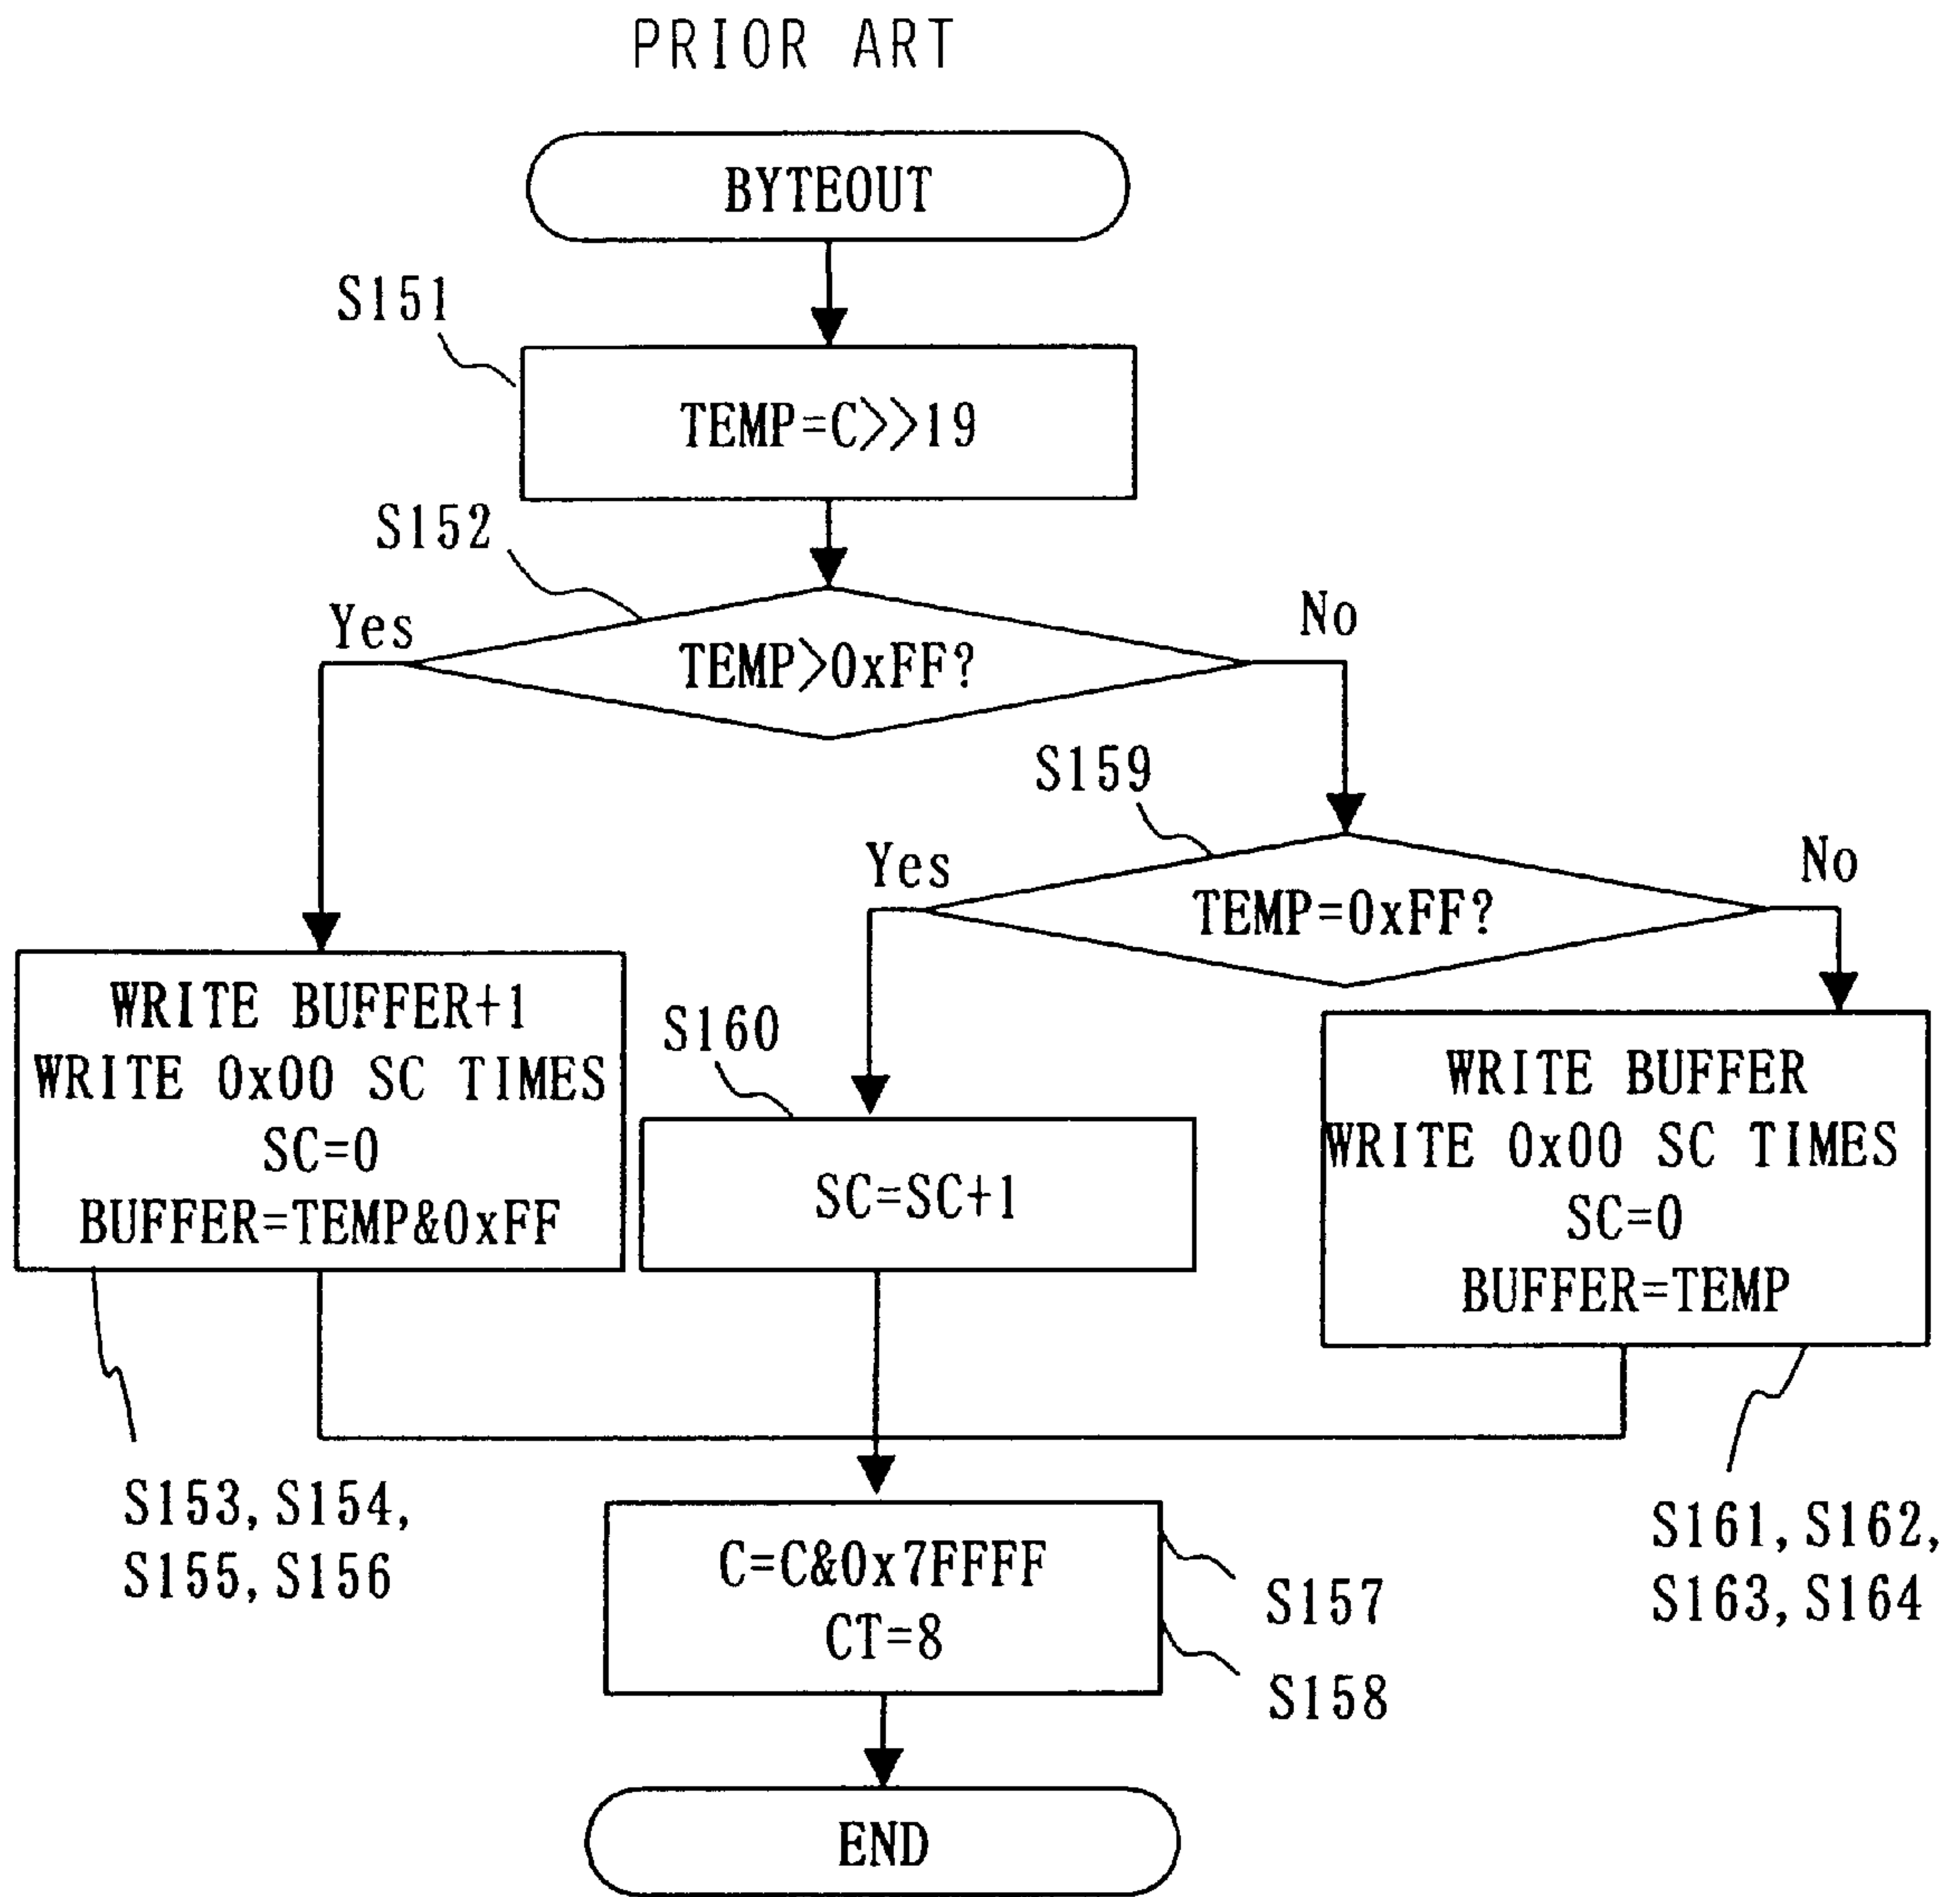 PRIOR ART
BYTEOUT
S151
TEMP=C>>19
S152
Yes
No
TEMP>0xFF?
S159
Yes
No
TEMP=0xFF?
WRITE BUFFER+1
WRITE 0x00 SC TIMES
SC=0
BUFFER=TEMP&0xFF
S160
SC=SC+1
WRITE BUFFER
WRITE 0x00 SC TIMES
SC=0
BUFFER=TEMP
S153, S154,
S155, S156
S161, S162,
S163, S164
C=C&0x7FFFF
CT=8
S157
S158
END